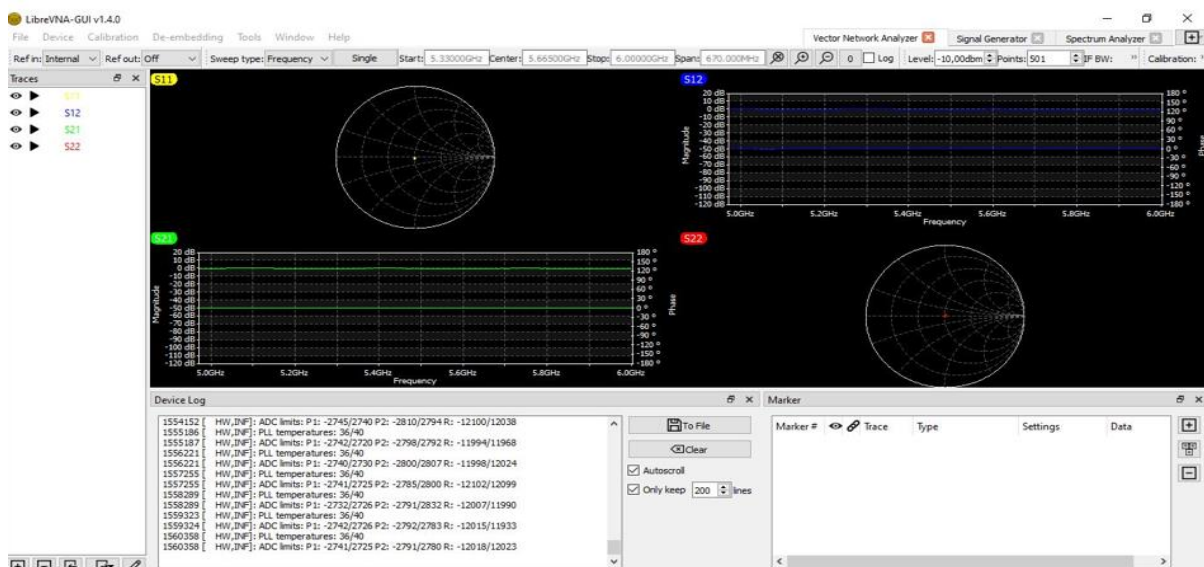 LibreVNA-GUI v1.4.0
File Device Calibration De-embedding Tools Window Help
Vector Network Analyzer Signal Generator Spectrum Analyzer
Ref in: Internal Ref out: Off Sweep type: Frequency Single Start: 5.33000GHz Center: 5.66500GHz Stop: 6.00000GHz Span: 670.000MHz 0 Log Level: -10,00dbm Points: 501 IF BW: » Calibration:
Traces
S11
S12
S21
S22
S11
S12
20 dB 180 °
10 dB 150 °
0 dB 120 °
-10 dB 90 °
-20 dB 60 °
-30 dB 30 °
-40 dB
-50 dB 0 °
-60 dB -30 °
-70 dB -60 °
-80 dB -90 °
-90 dB
-100 dB -120 °
-110 dB -150 °
-120 dB -180 °
Magnitude
Phase
5.0GHz 5.2GHz 5.4GHz 5.6GHz 5.8GHz 6.0GHz
Frequency
S21
20 dB 180 °
10 dB 150 °
0 dB 120 °
-10 dB 90 °
-20 dB 60 °
-30 dB 30 °
-40 dB
-50 dB 0 °
-60 dB -30 °
-70 dB -60 °
-80 dB -90 °
-90 dB
-100 dB -120 °
-110 dB -150 °
-120 dB -180 °
Magnitude
Phase
5.0GHz 5.2GHz 5.4GHz 5.6GHz 5.8GHz 6.0GHz
Frequency
S22
Device Log
1554152 [ HW,INF]: ADC limits: P1: -2745/2740 P2: -2810/2794 R: -12100/12038
1555186 [ HW,INF]: PLL temperatures: 36/40
1555187 [ HW,INF]: ADC limits: P1: -2742/2720 P2: -2798/2792 R: -11994/11968
1556221 [ HW,INF]: PLL temperatures: 36/40
1556221 [ HW,INF]: ADC limits: P1: -2740/2730 P2: -2800/2807 R: -11998/12024
1557255 [ HW,INF]: PLL temperatures: 36/40
1557255 [ HW,INF]: ADC limits: P1: -2741/2725 P2: -2785/2800 R: -12102/12099
1558289 [ HW,INF]: PLL temperatures: 36/40
1558289 [ HW,INF]: ADC limits: P1: -2732/2726 P2: -2791/2832 R: -12007/11990
1559323 [ HW,INF]: PLL temperatures: 36/40
1559324 [ HW,INF]: ADC limits: P1: -2742/2726 P2: -2792/2783 R: -12015/11933
1560358 [ HW,INF]: PLL temperatures: 36/40
1560358 [ HW,INF]: ADC limits: P1: -2741/2725 P2: -2791/2780 R: -12018/12023
To File
Clear
Autoscroll
Only keep 200 lines
Marker
Marker # Trace Type Settings Data